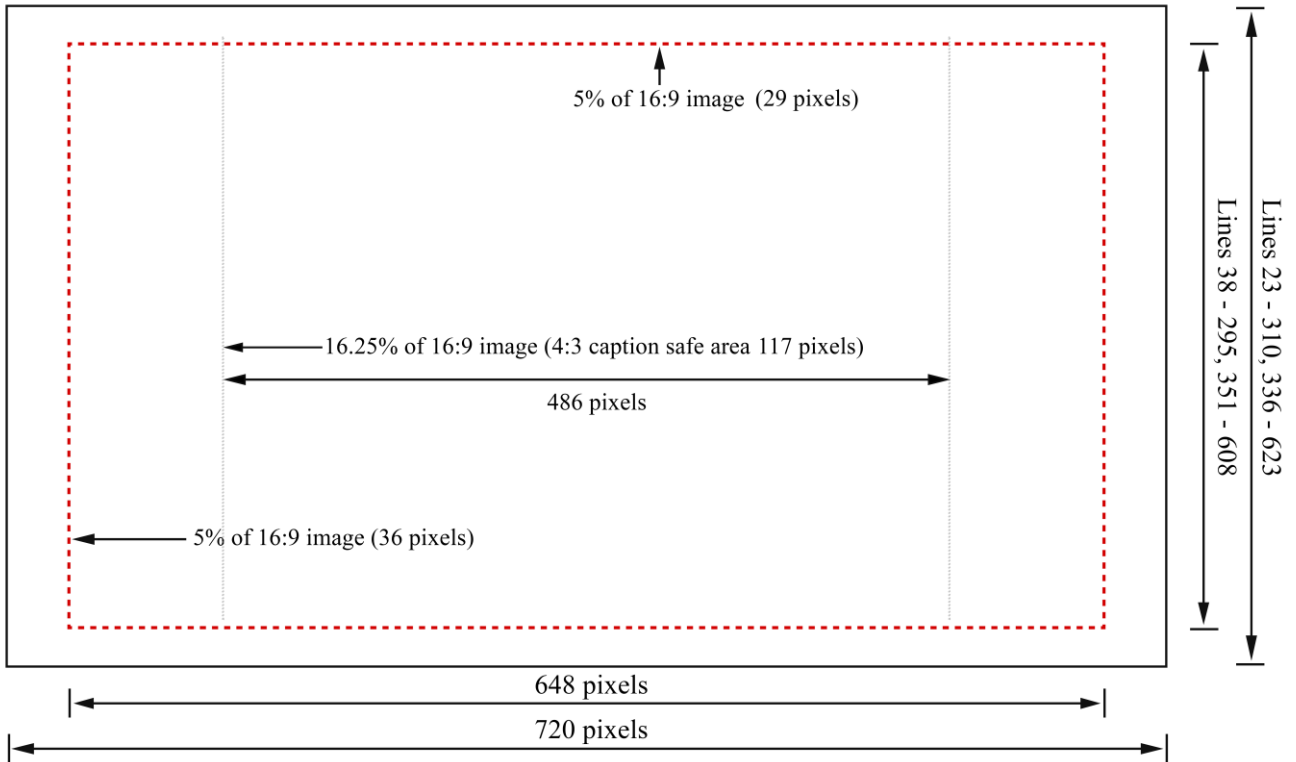 5% of 16:9 image (29 pixels)
16.25% of 16:9 image (4:3 caption safe area 117 pixels)
486 pixels
5% of 16:9 image (36 pixels)
648 pixels
720 pixels
Lines 38 - 295, 351 - 608
Lines 23 - 310, 336 - 623